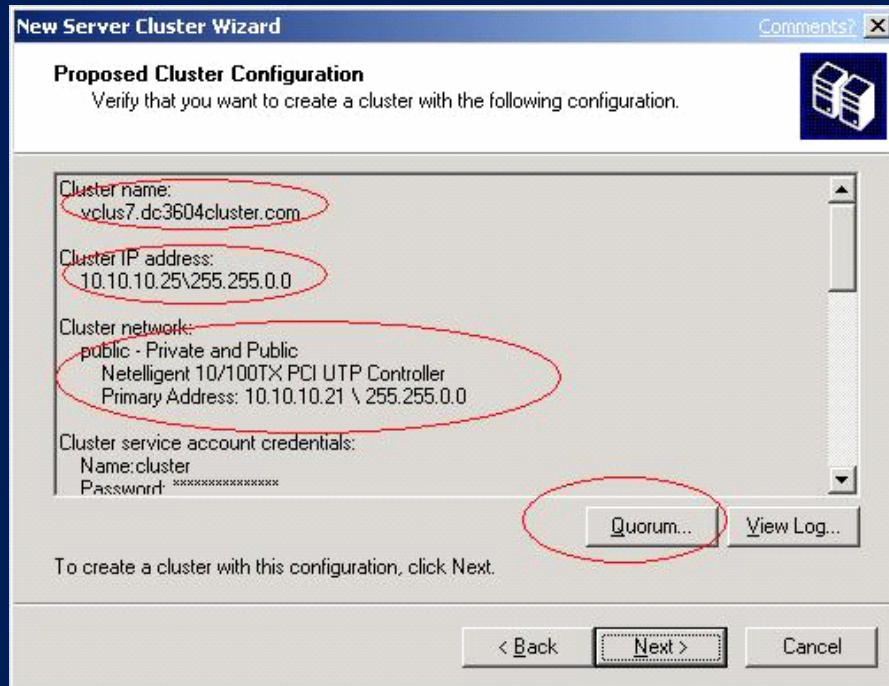 New Server Cluster Wizard
Comments?
Proposed Cluster Configuration
Verify that you want to create a cluster with the following configuration.
Cluster name:
vclus7.dc3604cluster.com
Cluster IP address:
10.10.10.25\255.255.0.0
Cluster network:
public - Private and Public
Netelligent 10/100TX PCI UTP Controller
Primary Address: 10.10.10.21 \ 255.255.0.0
Cluster service account credentials:
Name:cluster
Password: ***************
Quorum...
View Log...
To create a cluster with this configuration, click Next.
< Back
Next >
Cancel